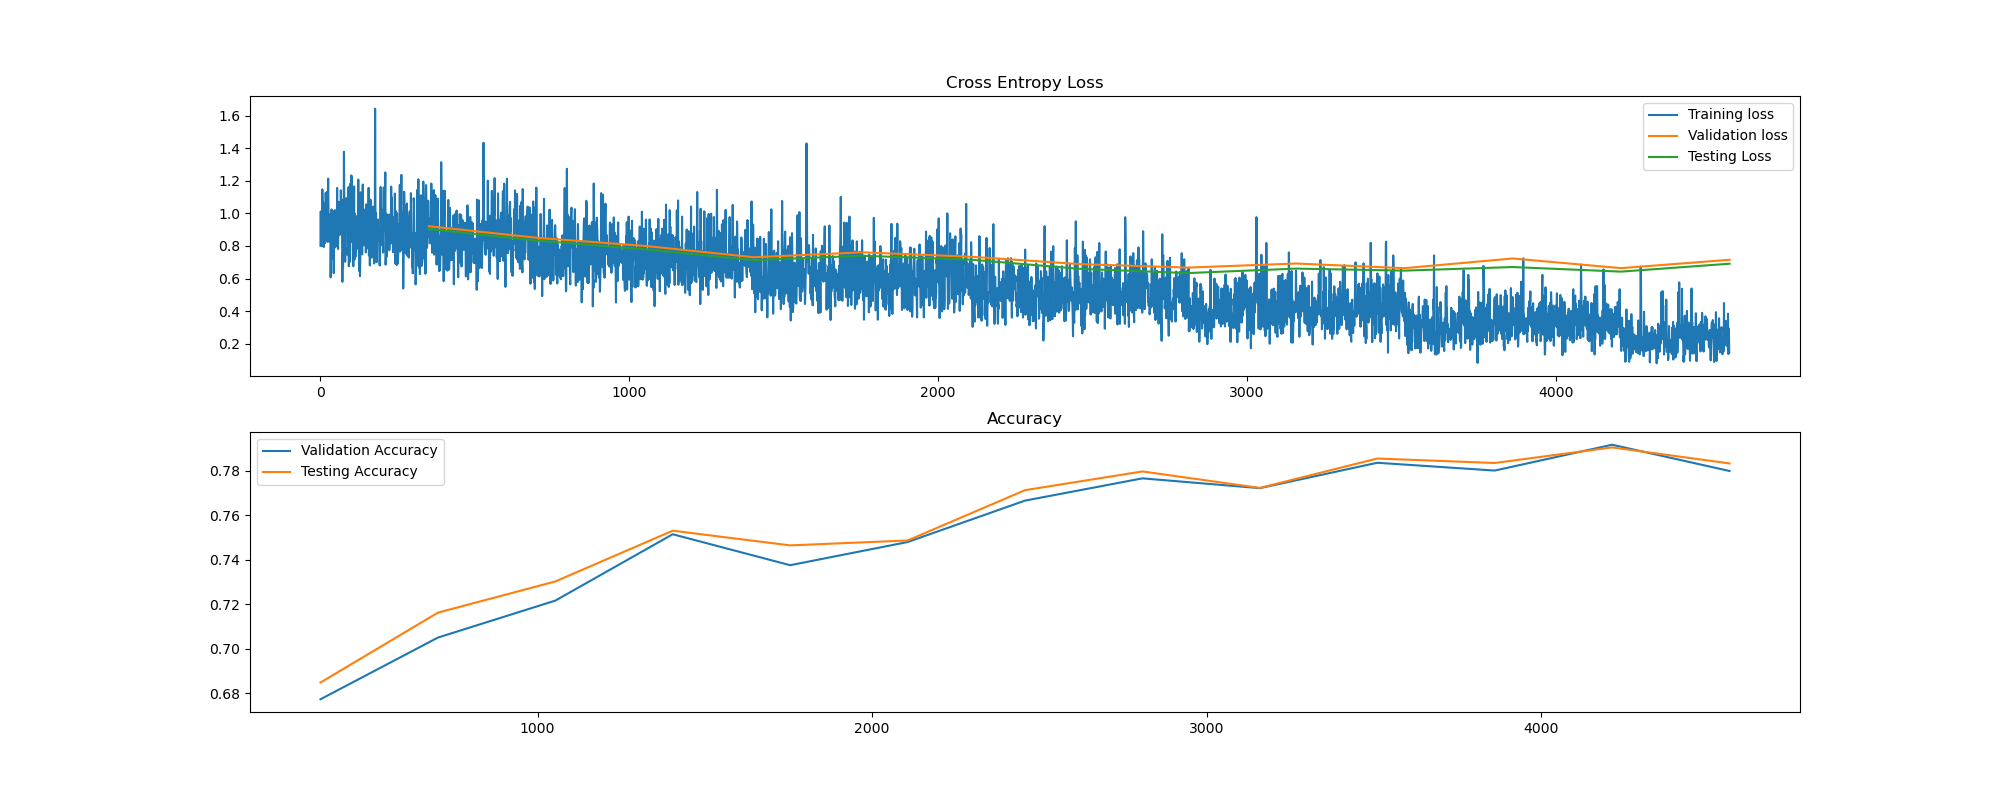 Cross Entropy Loss
1.6
1.4
1.2
1.0
0.8
0.6
0.4
0.2
Training loss
Validation loss
Testing Loss
0 1000 2000 3000 4000
Accuracy
Validation Accuracy
Testing Accuracy
0.78
0.76
0.74
0.72
0.70
0.68
1000 2000 3000 4000